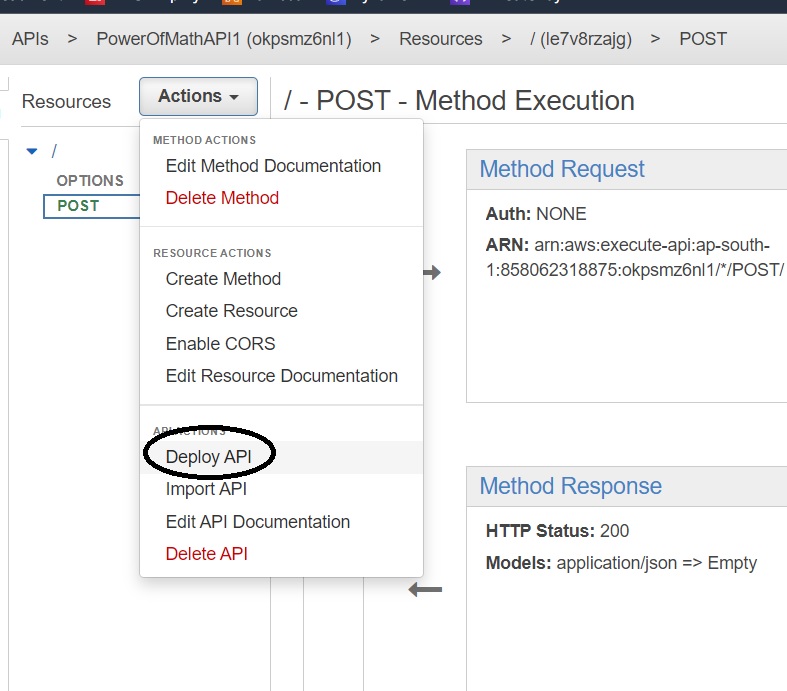 APIs > PowerOfMathAPI1 (okpsmz6nl1) > Resources > / (le7v8rzajg) > POST
Resources
Actions
/ - POST - Method Execution
/
OPTIONS
POST
METHOD ACTIONS
Edit Method Documentation
Delete Method
RESOURCE ACTIONS
Create Method
Create Resource
Enable CORS
Edit Resource Documentation
API ACTIONS
Deploy API
Import API
Edit API Documentation
Delete API
Method Request
Auth: NONE
ARN: arn:aws:execute-api:ap-south-
1:858062318875:okpsmz6nl1/*/POST/
Method Response
HTTP Status: 200
Models: application/json => Empty